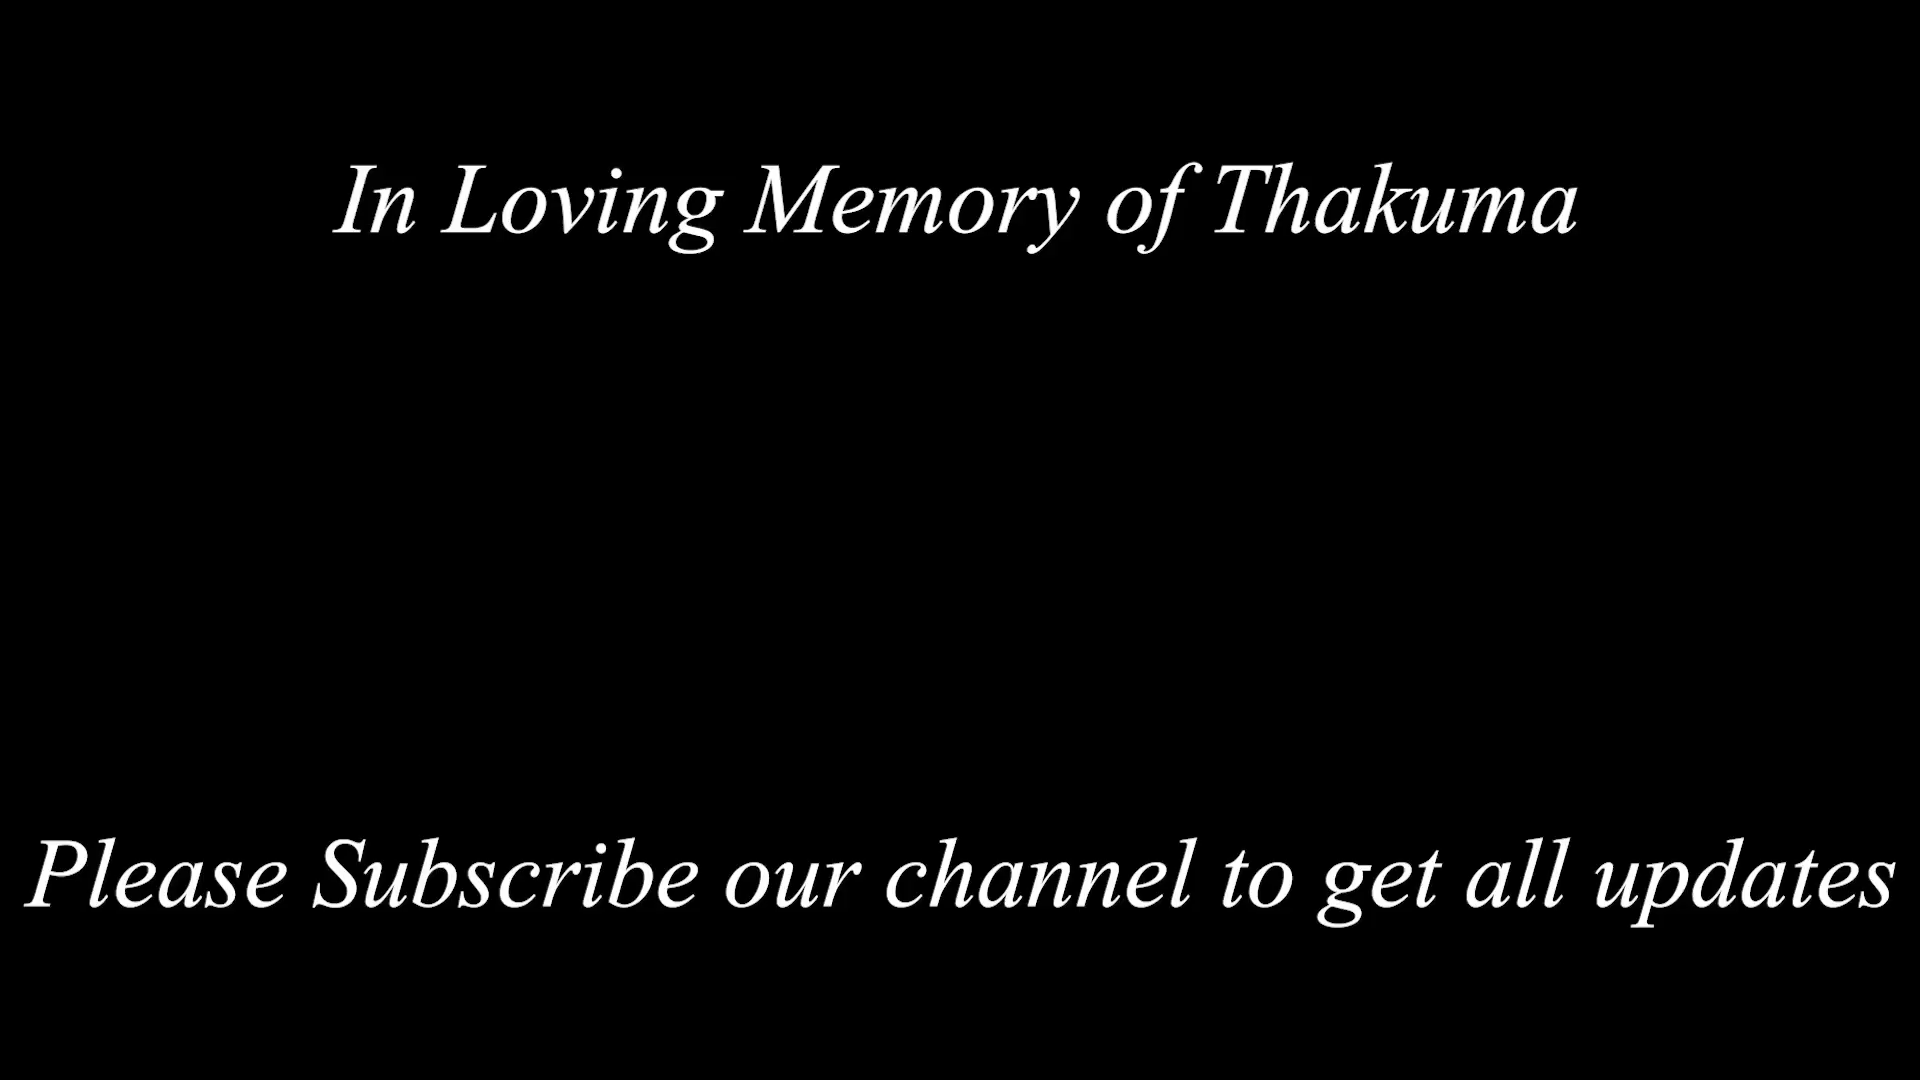 In Loving Memory of Thakuma
Please Subscribe our channel to get all updates